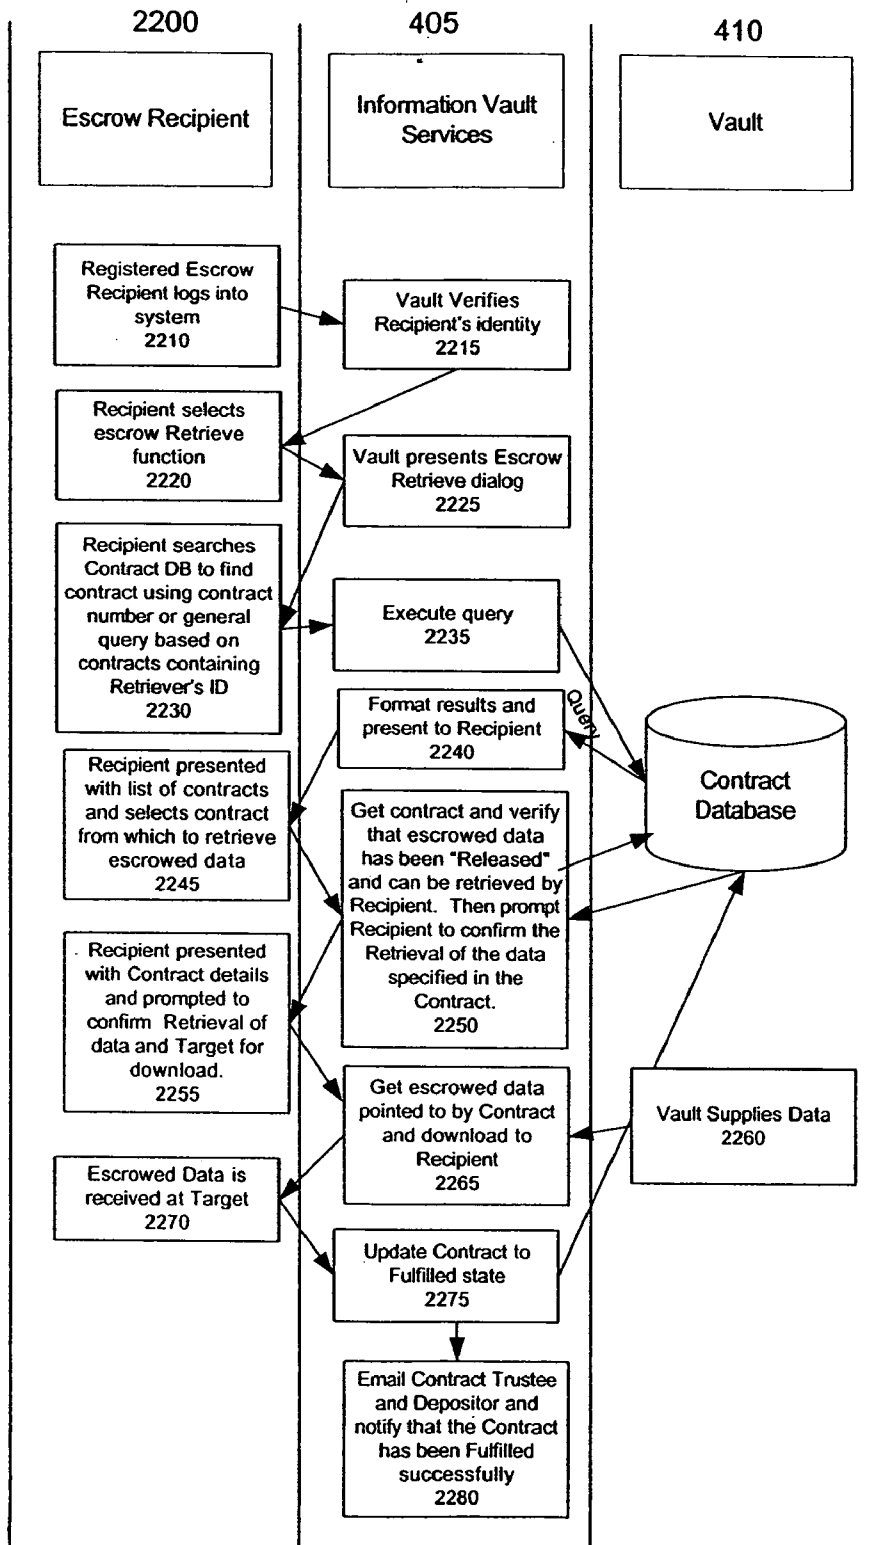 2200
405
410
Escrow Recipient
Information Vault
Services
Vault
Registered Escrow
Recipient logs into
system
2210
Vault Verifies
Recipient's identity
2215
Recipient selects
escrow Retrieve
function
2220
Vault presents Escrow
Retrieve dialog
2225
Recipient searches
Contract DB to find
contract using contract
number or general
query based on
contracts containing
Retriever's ID
2230
Execute query
2235
Query
Format results and
present to Recipient
2240
Contract
Database
Recipient presented
with list of contracts
and selects contract
from which to retrieve
escrowed data
2245
Get contract and verify
that escrowed data
has been "Released"
and can be retrieved by
Recipient. Then prompt
Recipient to confirm the
Retrieval of the data
specified in the
Contract.
2250
Recipient presented
with Contract details
and prompted to
confirm Retrieval of
data and Target for
download.
2255
Get escrowed data
pointed to by Contract
and download to
Recipient
2265
Vault Supplies Data
2260
Escrowed Data is
received at Target
2270
Update Contract to
Fulfilled state
2275
Email Contract Trustee
and Depositor and
notify that the Contract
has been Fulfilled
successfully
2280